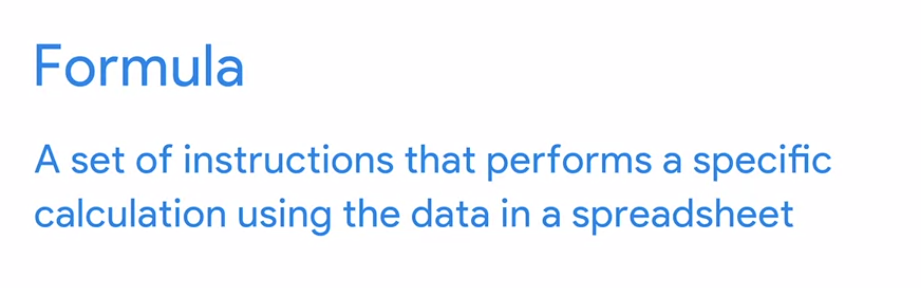 Formula
A set of instructions that performs a specific
calculation using the data in a spreadsheet